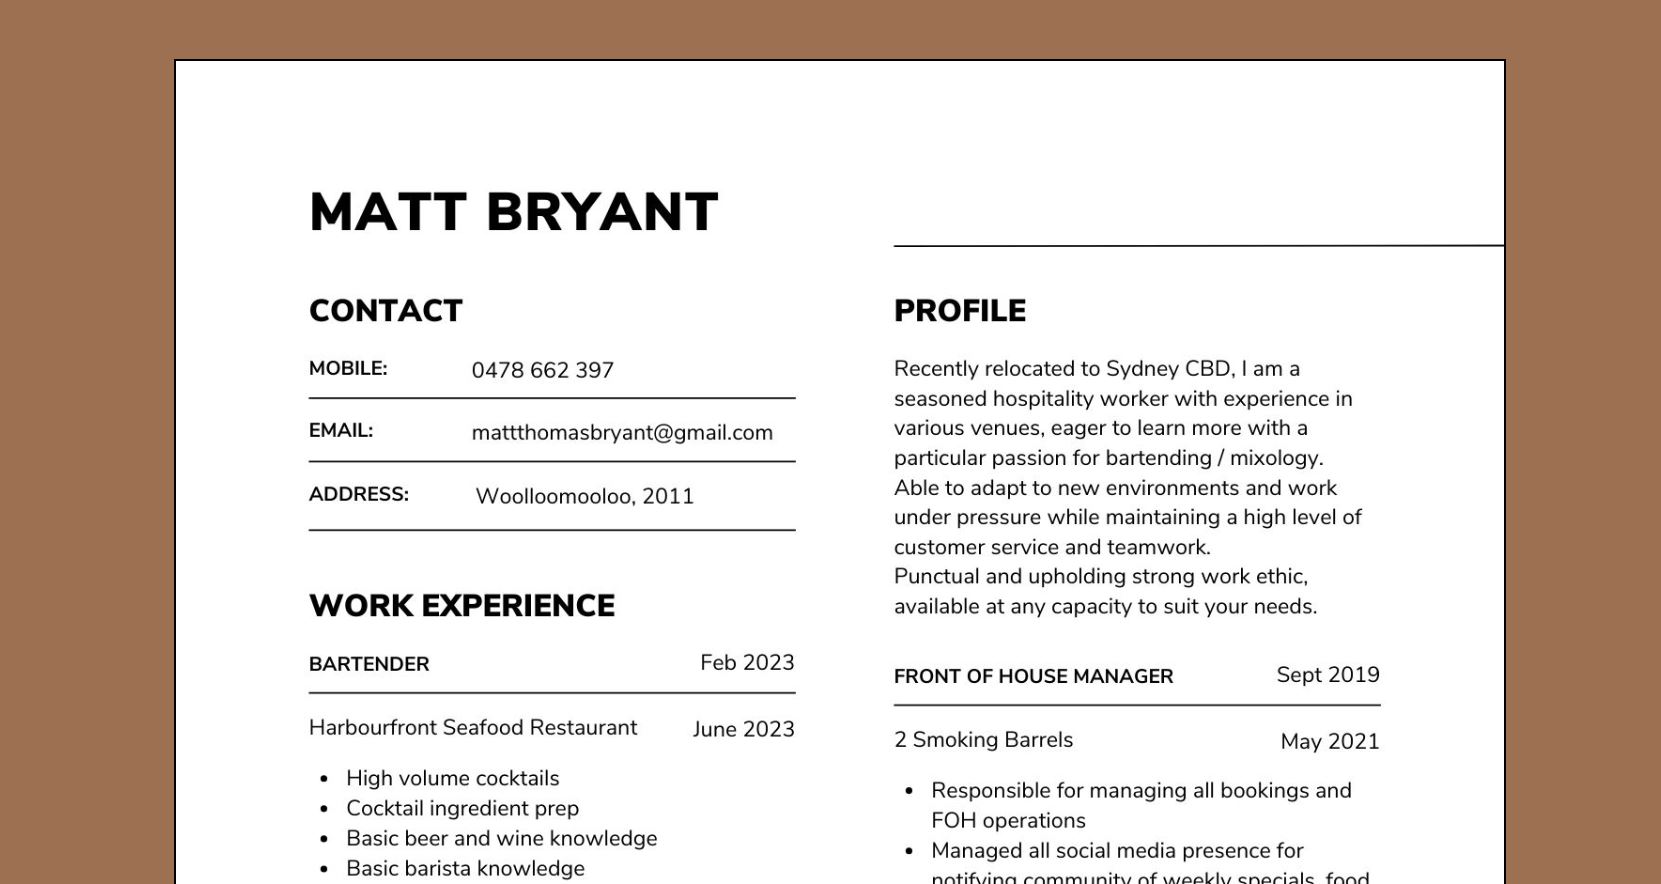 MATT BRYANT
CONTACT
MOBILE:
0478 662 397
EMAIL:
mattthomasbryant@gmail.com
ADDRESS:
Woolloomooloo, 2011
WORK EXPERIENCE
BARTENDER
Feb 2023
Harbourfront Seafood Restaurant
June 2023
High volume cocktails
Cocktail ingredient prep
Basic beer and wine knowledge
Basic barista knowledge
PROFILE
Recently relocated to Sydney CBD, I am a
seasoned hospitality worker with experience in
various venues, eager to learn more with a
particular passion for bartending / mixology.
Able to adapt to new environments and work
under pressure while maintaining a high level of
customer service and teamwork.
Punctual and upholding strong work ethic,
available at any capacity to suit your needs.
FRONT OF HOUSE MANAGER
Sept 2019
2 Smoking Barrels
May 2021
Responsible for managing all bookings and
FOH operations
Managed all social media presence for
notifying community of weekly specials, food